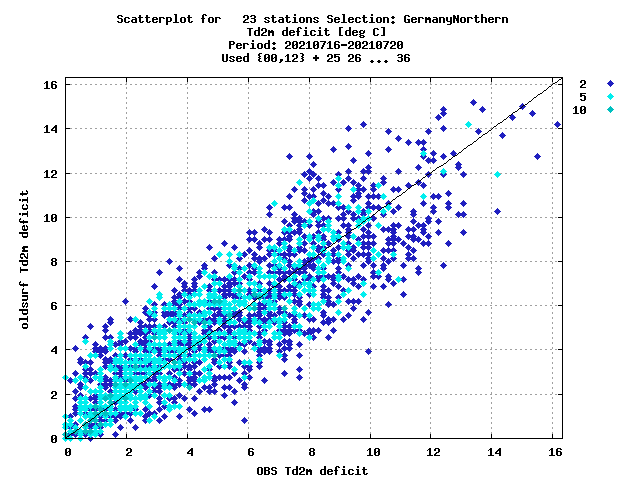 Scatterplot for   23 stations Selection: GermanyNorthern
Td2m deficit [deg C]
Period: 20210716-20210720
Used {00,12} + 25 26 ... 36
2
5
10
16
14
12
10
8
6
4
2
0
oldsurf Td2m deficit
0 2 4 6 8 10 12 14 16
OBS Td2m deficit